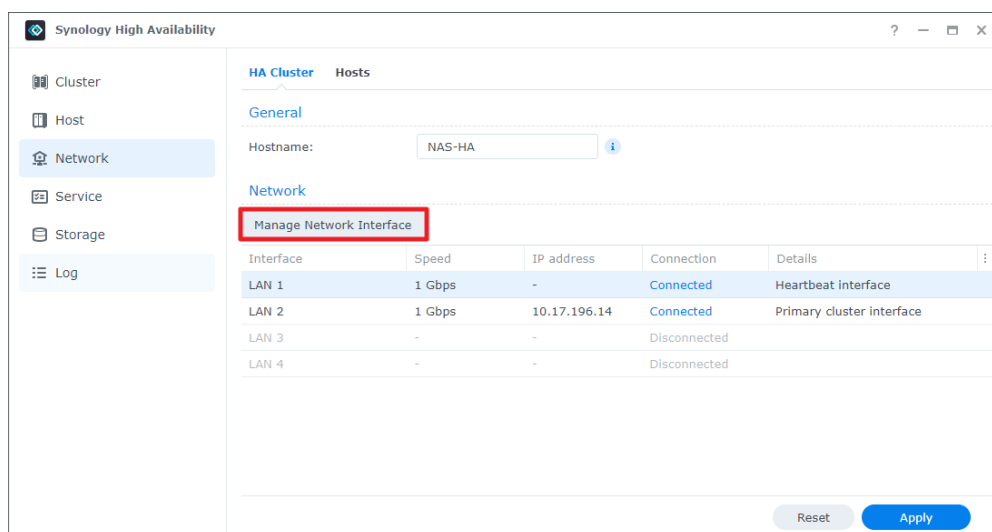 Synology High Availability
?
Cluster
Host
Network
Service
Storage
Log
HA Cluster Hosts
General
Hostname: NAS-HA i
Network
Manage Network Interface
Interface Speed IP address Connection Details
LAN 1 1 Gbps - Connected Heartbeat interface
LAN 2 1 Gbps 10.17.196.14 Connected Primary cluster interface
LAN 3 - - Disconnected
LAN 4 - - Disconnected
Reset Apply